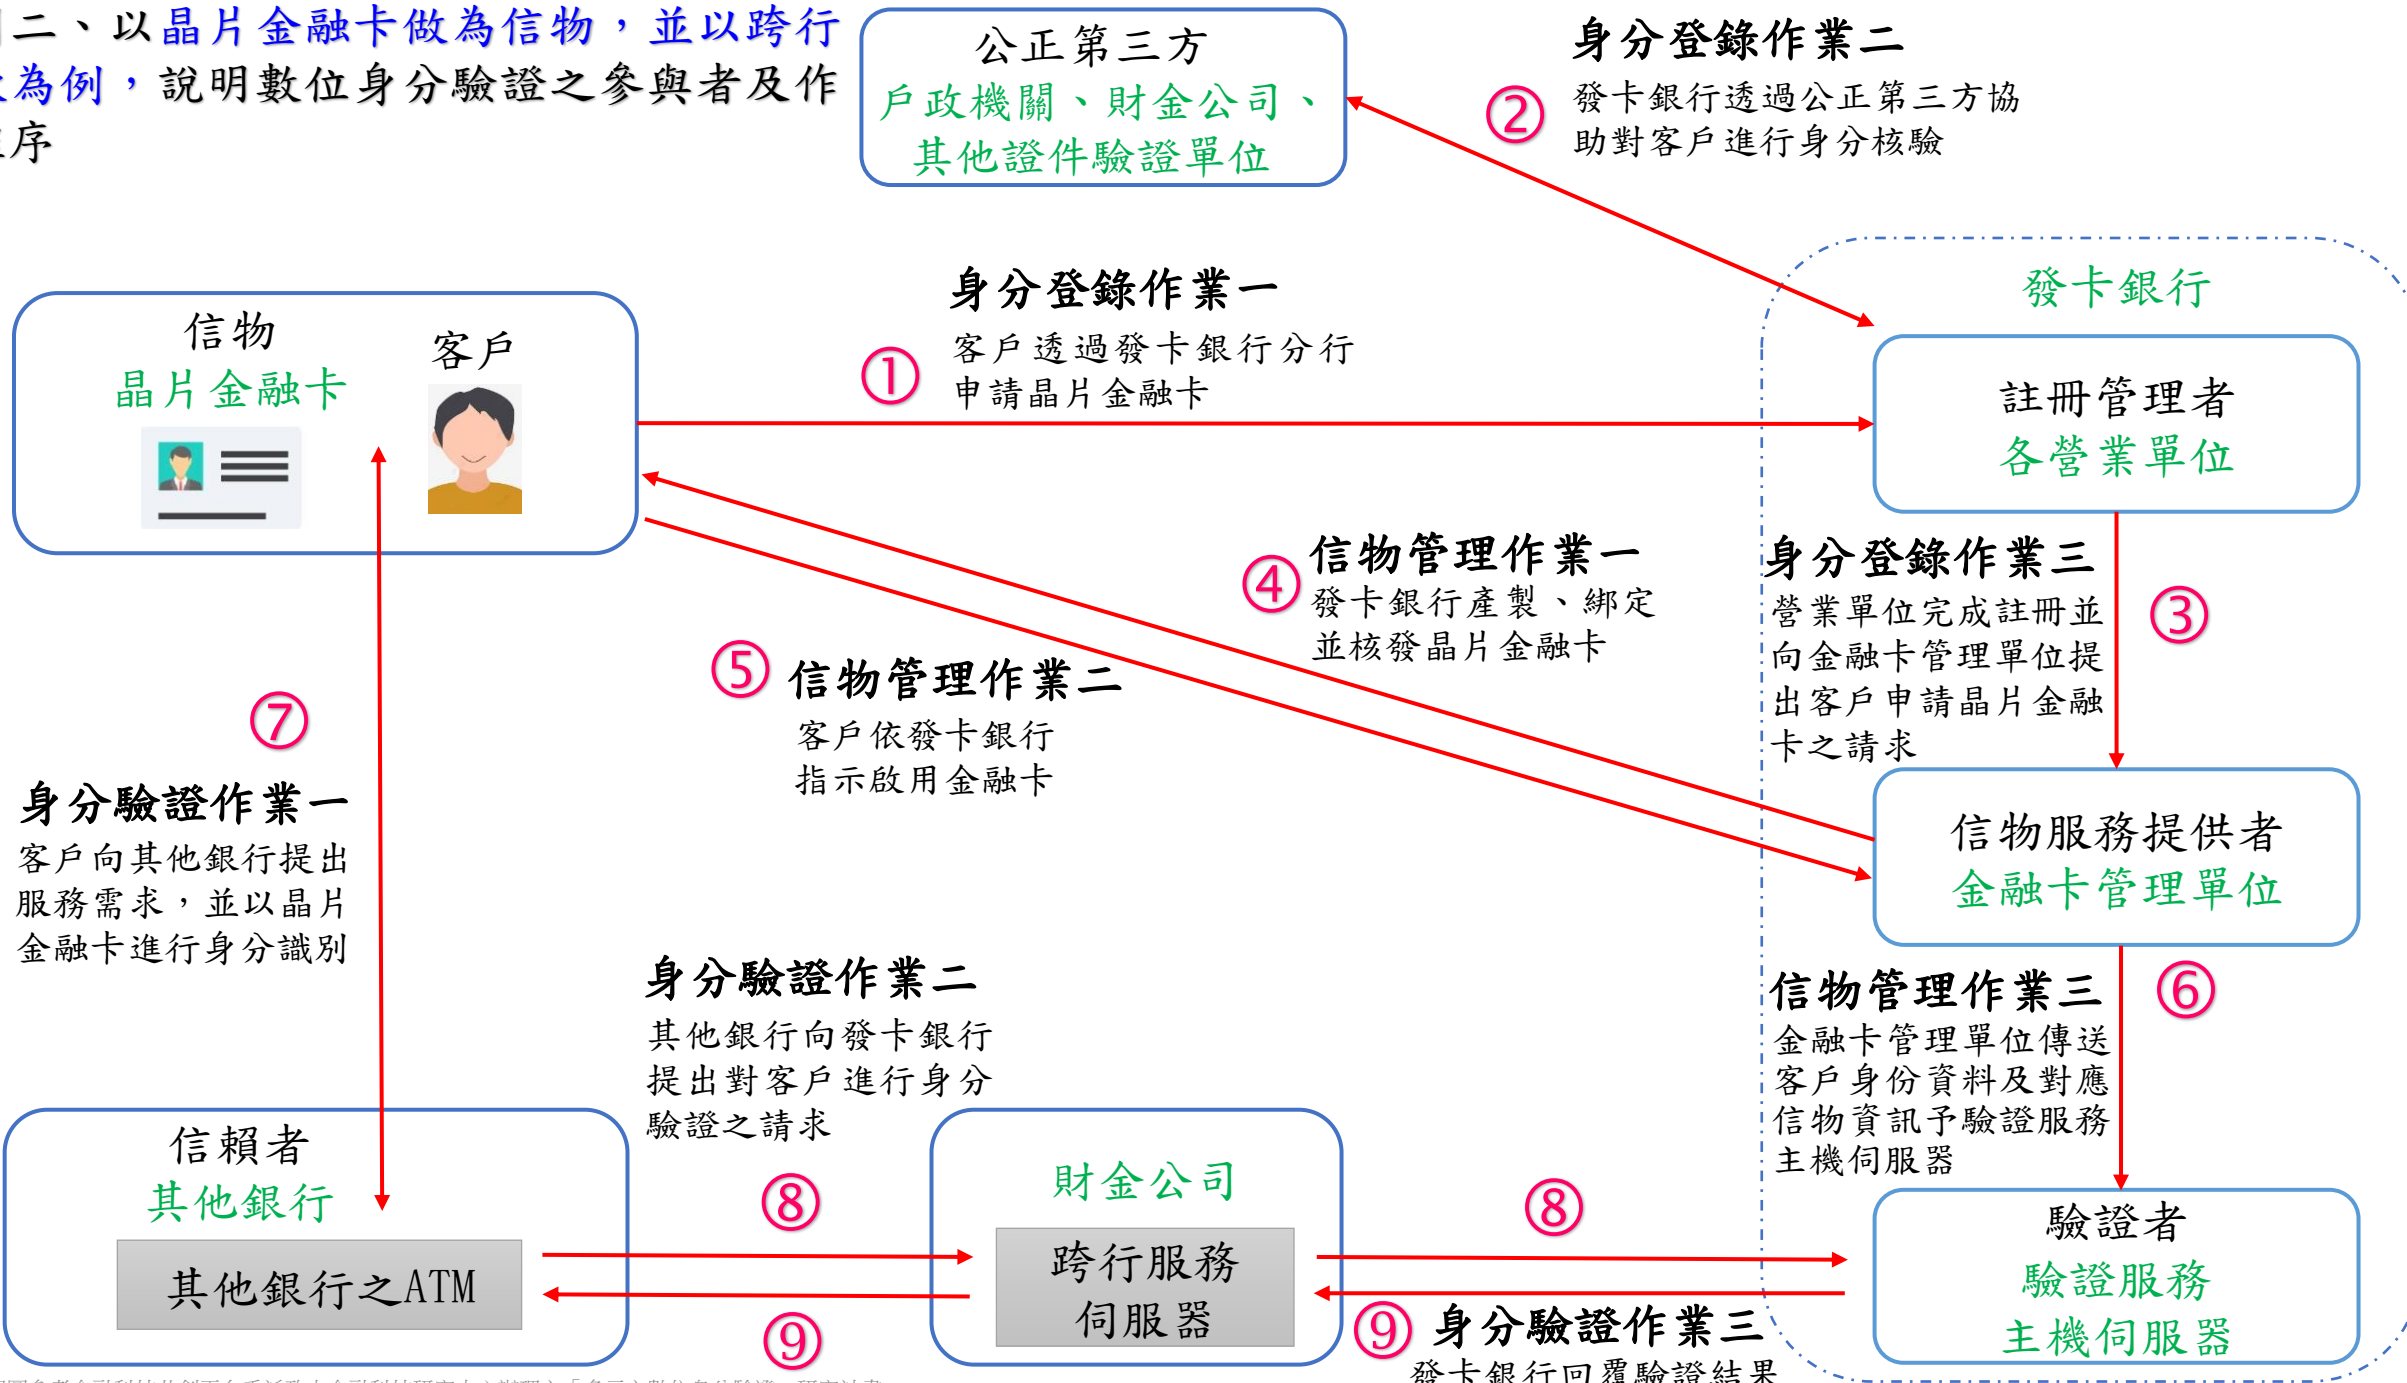 二、以晶片金融卡做為信物，並以跨行
為例，說明數位身分驗證之參與者及作
序
公正第三方
戶政機關、財金公司、
其他證件驗證單位
身分登錄作業二
②
發卡銀行透過公正第三方協
助對客戶進行身分核驗
信物
晶片金融卡
客戶
身分登錄作業一
①
客戶透過發卡銀行分行
申請晶片金融卡
發卡銀行
註冊管理者
各營業單位
身分登錄作業三
③
營業單位完成註冊並
向金融卡管理單位提
出客戶申請晶片金融
卡之請求
信物管理作業一
④
發卡銀行產製、綁定
並核發晶片金融卡
⑤
信物管理作業二
客戶依發卡銀行
指示啟用金融卡
信物服務提供者
金融卡管理單位
信物管理作業三
⑥
金融卡管理單位傳送
客戶身份資料及對應
信物資訊予驗證服務
主機伺服器
⑦
身分驗證作業一
客戶向其他銀行提出
服務需求，並以晶片
金融卡進行身分識別
身分驗證作業二
其他銀行向發卡銀行
提出對客戶進行身分
驗證之請求
信賴者
其他銀行
其他銀行之ATM
⑧
⑨
財金公司
跨行服務
伺服器
⑧
⑨
身分驗證作業三
發卡銀行回覆驗證結果
驗證者
驗證服務
主機伺服器